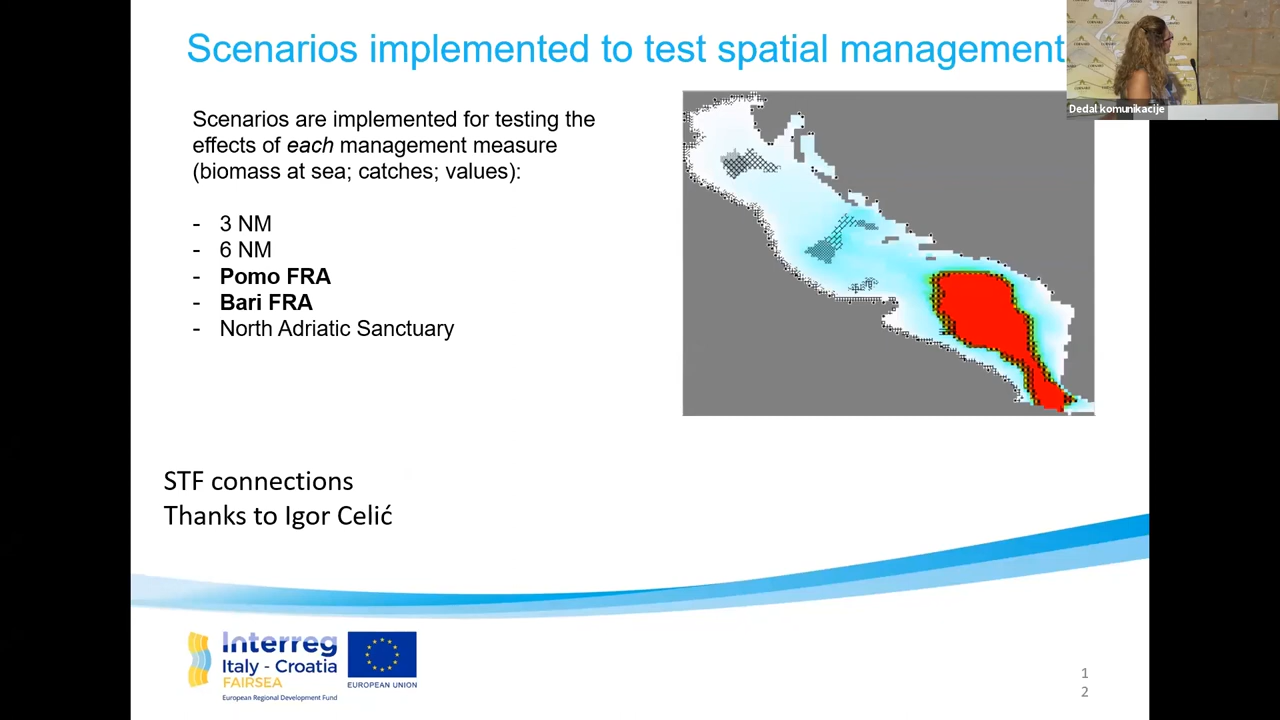 Scenarios implemented to test spatial management
Dedal komunikacije
Scenarios are implemented for testing the
effects of each management measure
(biomass at sea; catches; values):
- 3 NM
- 6 NM
- Pomo FRA
- Bari FRA
- North Adriatic Sanctuary
STF connections
Thanks to Igor Celić
Interreg
Italy - Croatia
FAIRSEA
European Regional Development Fund
EUROPEAN UNION
1
2